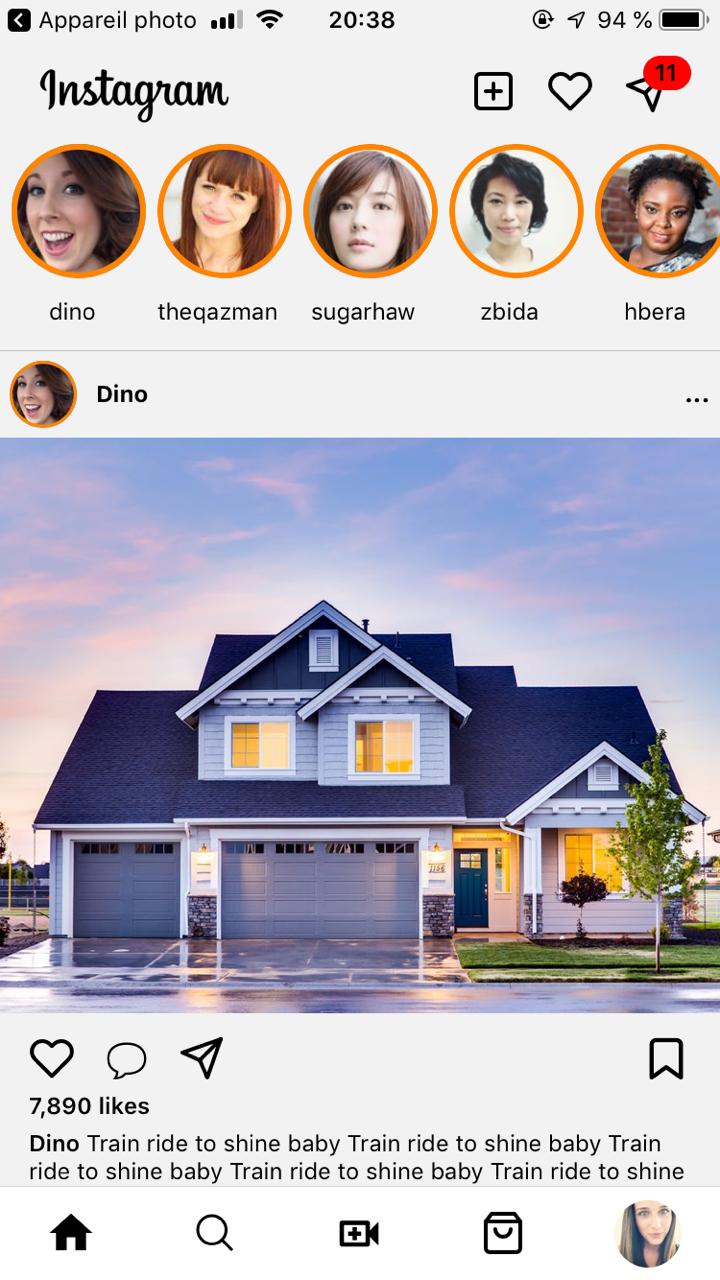 Appareil photo 20:38 94 %
Instagram 11
dino theqazman sugarhaw zbida hbera
Dino ...
1156
7,890 likes
Dino Train ride to shine baby Train ride to shine baby Train
ride to shine baby Train ride to shine baby Train ride to shine